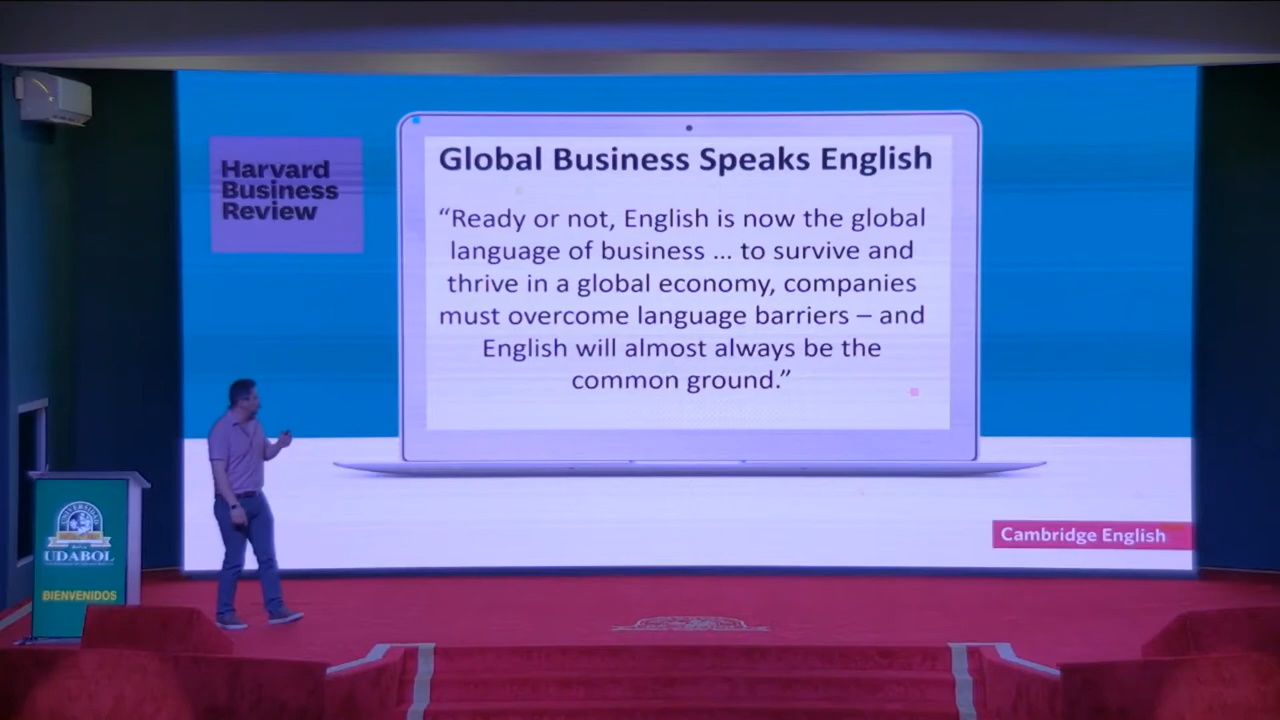 Harvard
Business
Review
Global Business Speaks English
“Ready or not, English is now the global
language of business ... to survive and
thrive in a global economy, companies
must overcome language barriers – and
English will almost always be the
common ground.”
Cambridge English
UNIVERSIDAD
UDABOL
BIENVENIDOS